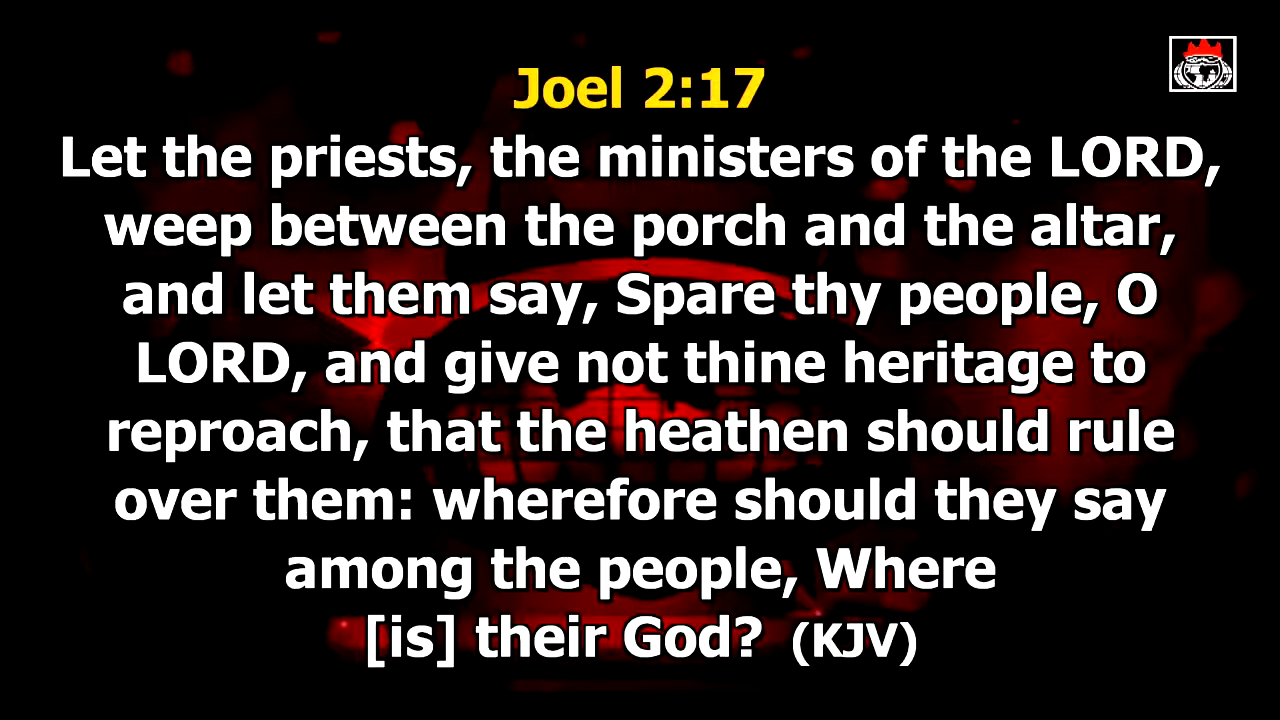 Joel 2:17
Let the priests, the ministers of the LORD,
weep between the porch and the altar,
and let them say, Spare thy people, O
LORD, and give not thine heritage to
reproach, that the heathen should rule
over them: wherefore should they say
among the people, Where
[is] their God? (KJV)